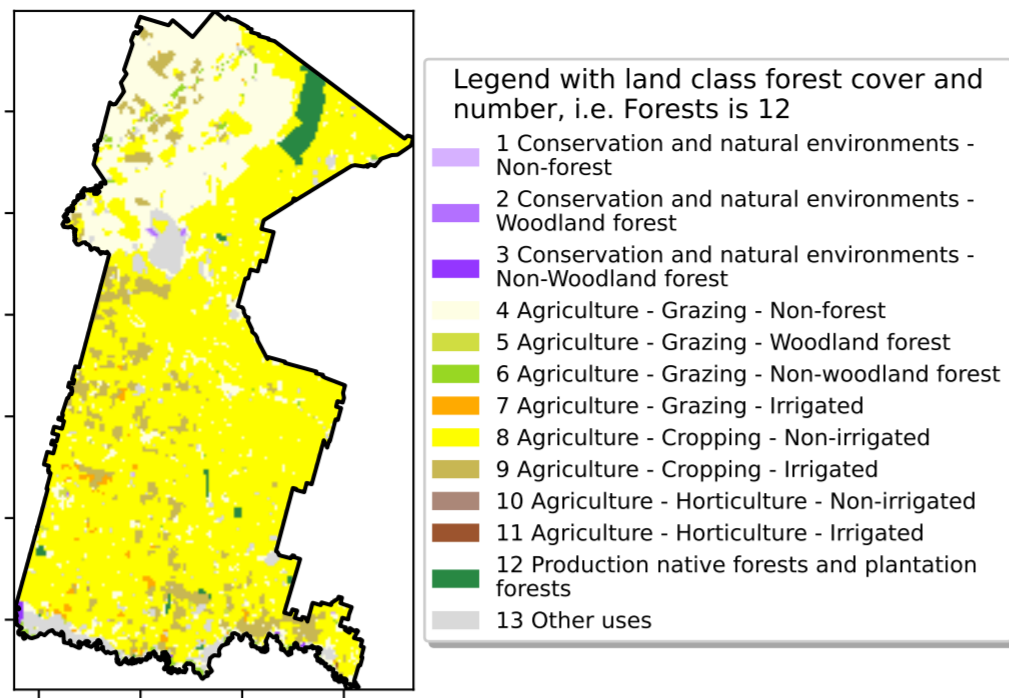 Legend with land class forest cover and
number, i.e. Forests is 12
1 Conservation and natural environments -
Non-forest
2 Conservation and natural environments -
Woodland forest
3 Conservation and natural environments -
Non-Woodland forest
4 Agriculture - Grazing - Non-forest
5 Agriculture - Grazing - Woodland forest
6 Agriculture - Grazing - Non-woodland forest
7 Agriculture - Grazing - Irrigated
8 Agriculture - Cropping - Non-irrigated
9 Agriculture - Cropping - Irrigated
10 Agriculture - Horticulture - Non-irrigated
11 Agriculture - Horticulture - Irrigated
12 Production native forests and plantation
forests
13 Other uses